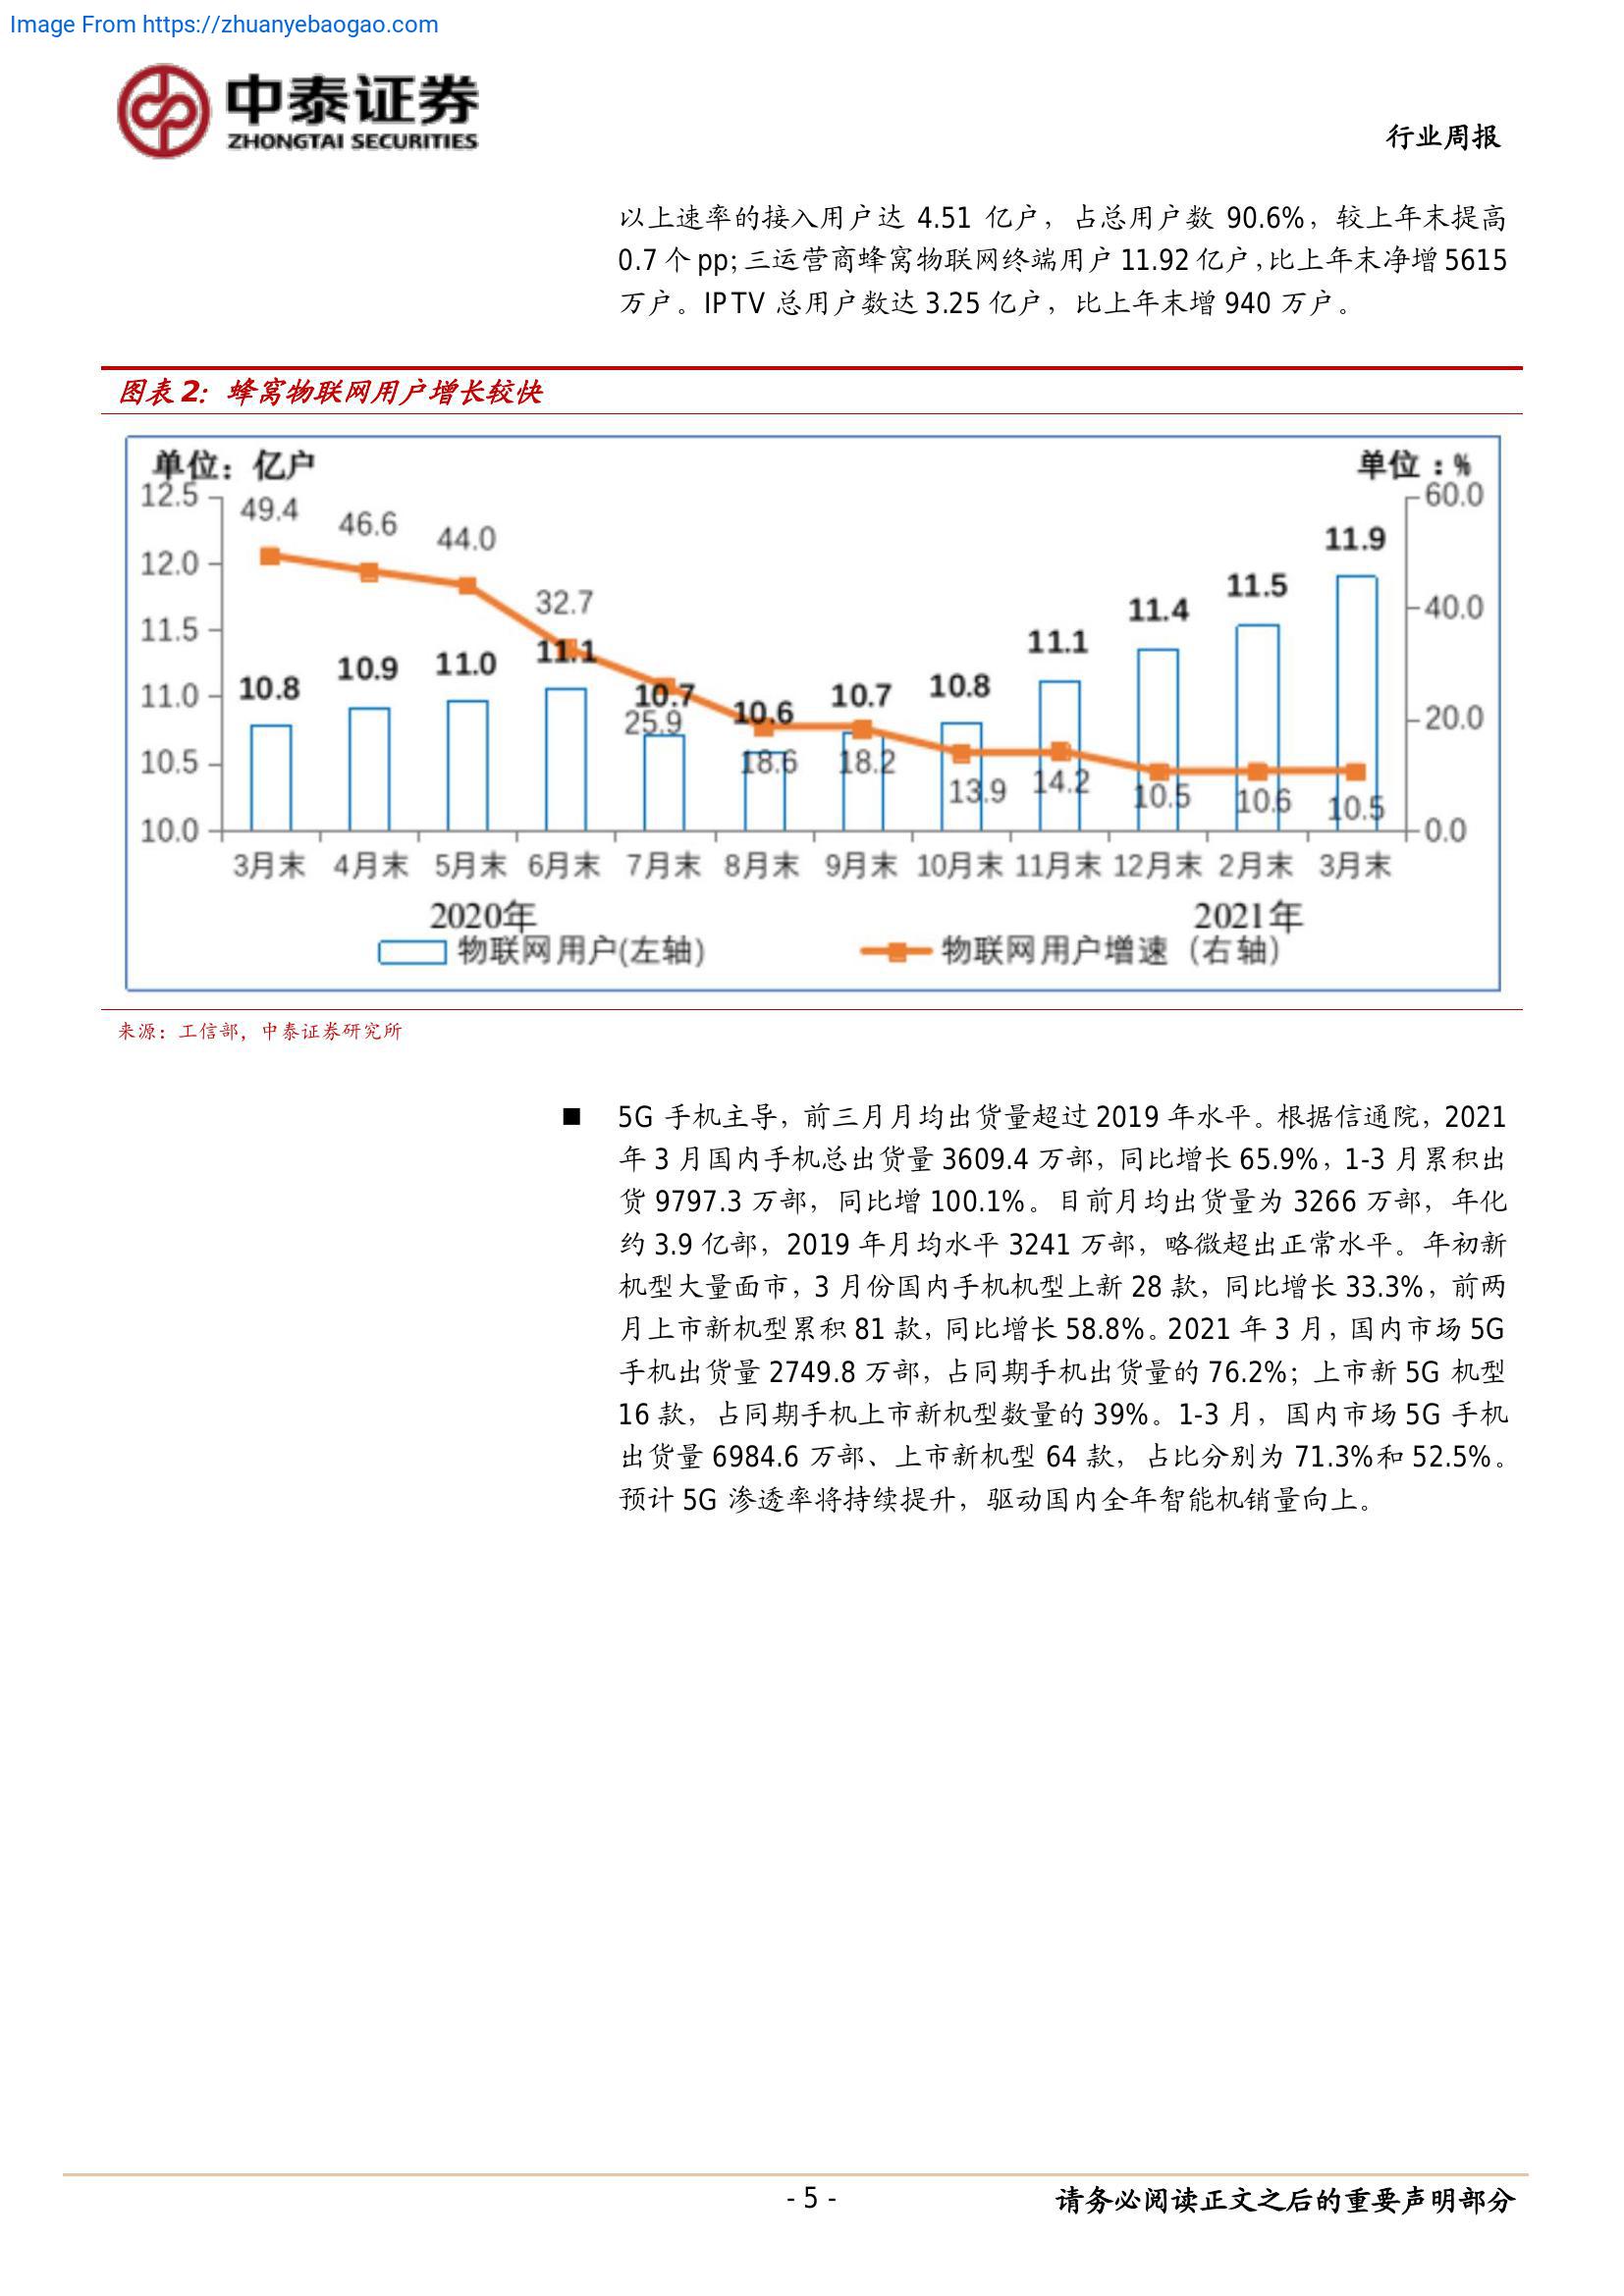 Image From https://zhuanyebaogao.com
中泰证券
ZHONGTAI SECURITIES
行业周报
以上速率的接入用户达 4.51 亿户，占总用户数 90.6%，较上年末提高
0.7 个 pp；三运营商蜂窝物联网终端用户 11.92 亿户，比上年末净增 5615
万户。IPTV 总用户数达 3.25 亿户，比上年末增 940 万户。
图表 2：蜂窝物联网用户增长较快
单位：亿户
单位：%
12.5
12.0
11.5
11.0
10.5
10.0
60.0
40.0
20.0
0.0
49.4
46.6
44.0
32.7
25.9
18.6
18.2
13.9
14.2
10.5
10.6
10.5
10.8
10.9
11.0
11.1
10.7
10.6
10.7
10.8
11.1
11.4
11.5
11.9
3月末 4月末 5月末 6月末 7月末 8月末 9月末 10月末 11月末 12月末 2月末 3月末
2020年 2021年
物联网用户(左轴) 物联网用户增速（右轴）
来源：工信部，中泰证券研究所
■ 5G 手机主导，前三月月均出货量超过 2019 年水平。根据信通院，2021
年 3 月国内手机总出货量 3609.4 万部，同比增长 65.9%，1-3 月累积出
货 9797.3 万部，同比增 100.1%。目前月均出货量为 3266 万部，年化
约 3.9 亿部，2019 年月均水平 3241 万部，略微超出正常水平。年初新
机型大量面市，3 月份国内手机机型上新 28 款，同比增长 33.3%，前两
月上市新机型累积 81 款，同比增长 58.8%。2021 年 3 月，国内市场 5G
手机出货量 2749.8 万部，占同期手机出货量的 76.2%；上市新 5G 机型
16 款，占同期手机上市新机型数量的 39%。1-3 月，国内市场 5G 手机
出货量 6984.6 万部、上市新机型 64 款，占比分别为 71.3%和 52.5%。
预计 5G 渗透率将持续提升，驱动国内全年智能机销量向上。
- 5 -
请务必阅读正文之后的重要声明部分